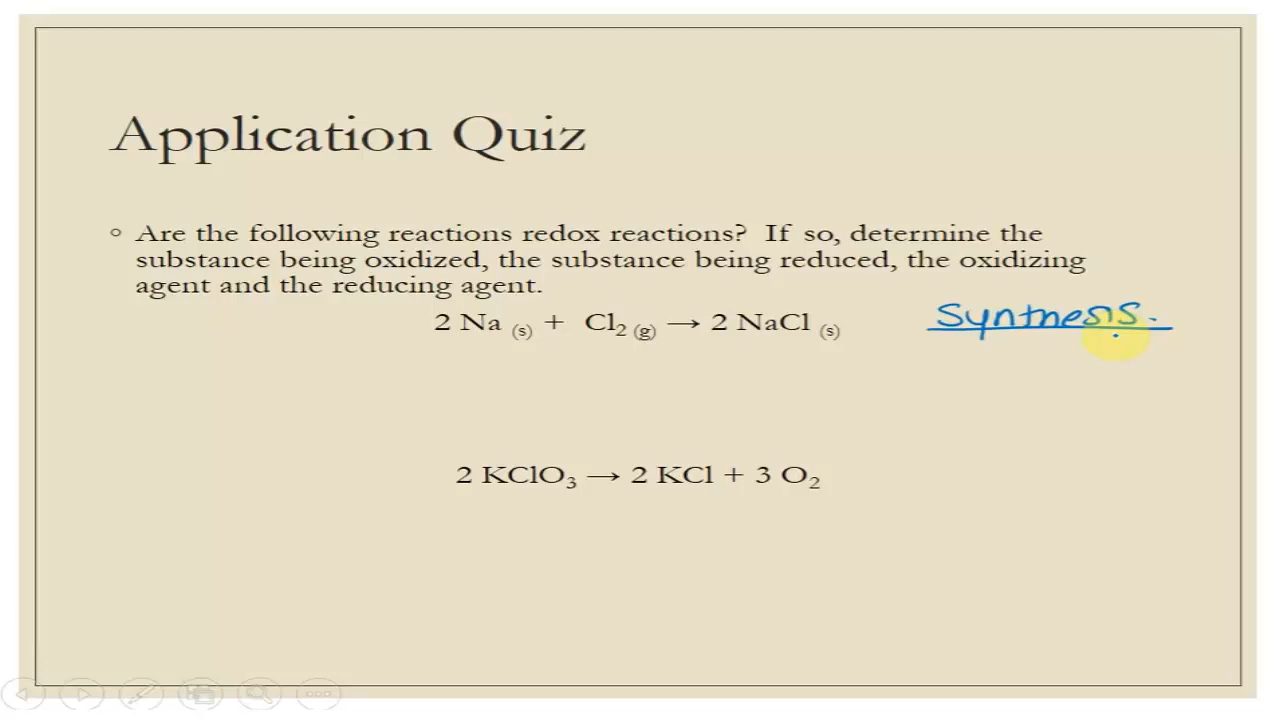 Application Quiz
◦ Are the following reactions redox reactions? If so, determine the
substance being oxidized, the substance being reduced, the oxidizing
agent and the reducing agent.
2 Na (s) + Cl₂ (g) → 2 NaCl (s) Synthesis.
2 KClO₃ → 2 KCl + 3 O₂